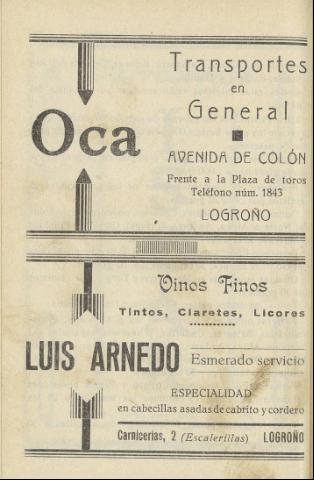 Transportes
en
General
Oca
AVENIDA DE COLÓN
Frente a la Plaza de toros
Teléfono núm. 1843
LOGROÑO
Vinos Finos
Tintos, Claretes, Licores
LUIS ARNEDO Esmerado servicio
ESPECIALIDAD
en cabecillas asadas de cabrito y cordero
Carnicerías, 2 (Escalerillas) LOGROÑO